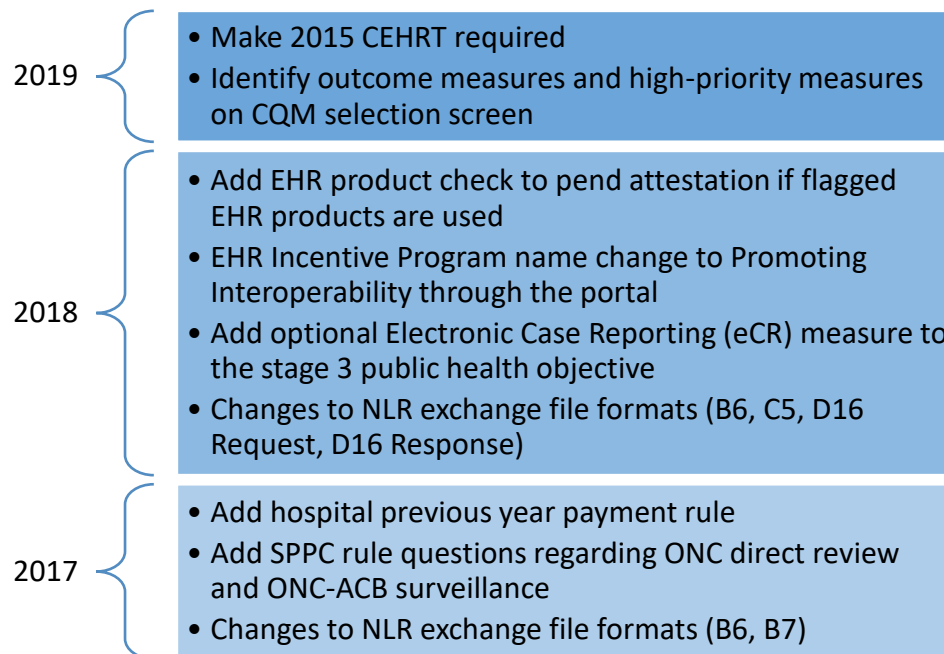 2019
• Make 2015 CEHRT required
• Identify outcome measures and high-priority measures
on CQM selection screen
2018
• Add EHR product check to pend attestation if flagged
EHR products are used
• EHR Incentive Program name change to Promoting
Interoperability through the portal
• Add optional Electronic Case Reporting (eCR) measure to
the stage 3 public health objective
• Changes to NLR exchange file formats (B6, C5, D16
Request, D16 Response)
2017
• Add hospital previous year payment rule
• Add SPPC rule questions regarding ONC direct review
and ONC-ACB surveillance
• Changes to NLR exchange file formats (B6, B7)